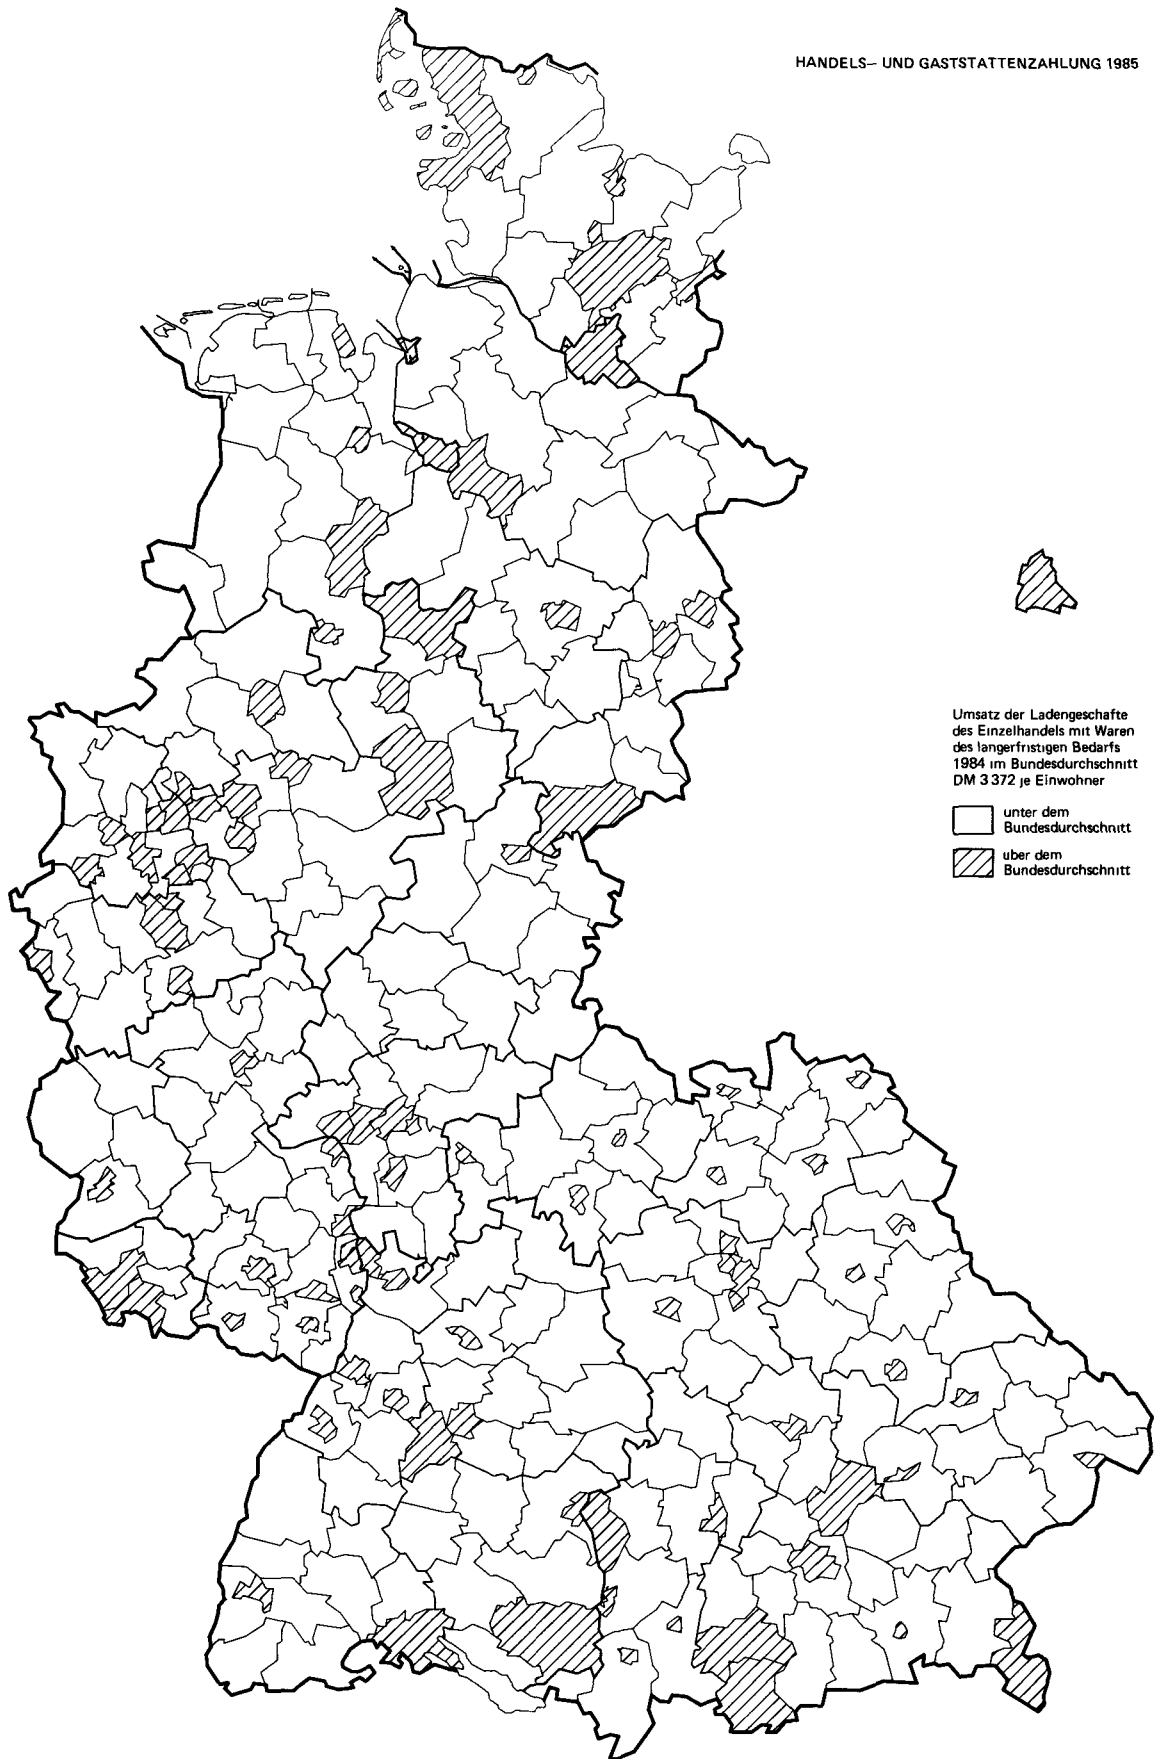 HANDELS– UND GASTSTATTENZAHLUNG 1985
Umsatz der Ladengeschafte
des Einzelhandels mit Waren
des langerfristigen Bedarfs
1984 im Bundesdurchschnitt
DM 3 372 je Einwohner
unter dem
Bundesdurchschnitt
uber dem
Bundesdurchschnitt